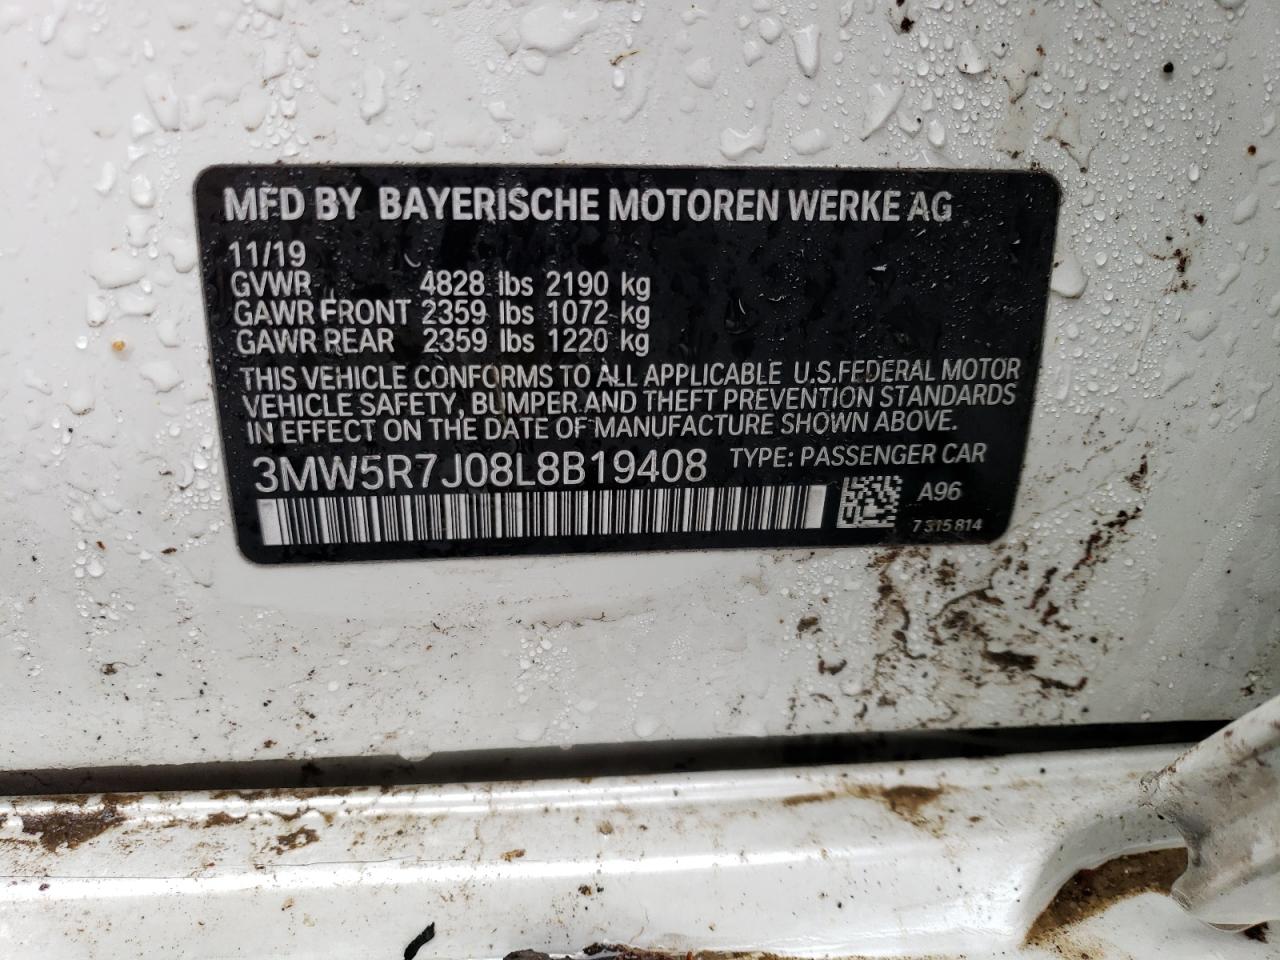 MFD BY BAYERISCHE MOTOREN WERKE AG
11/19
GVWR 4828 lbs 2190 kg
GAWR FRONT 2359 lbs 1072 kg
GAWR REAR 2359 lbs 1220 kg
THIS VEHICLE CONFORMS TO ALL APPLICABLE U.S.FEDERAL MOTOR
VEHICLE SAFETY, BUMPER AND THEFT PREVENTION STANDARDS
IN EFFECT ON THE DATE OF MANUFACTURE SHOWN ABOVE.
3MW5R7J08L8B19408 TYPE: PASSENGER CAR
A96
7 315 814